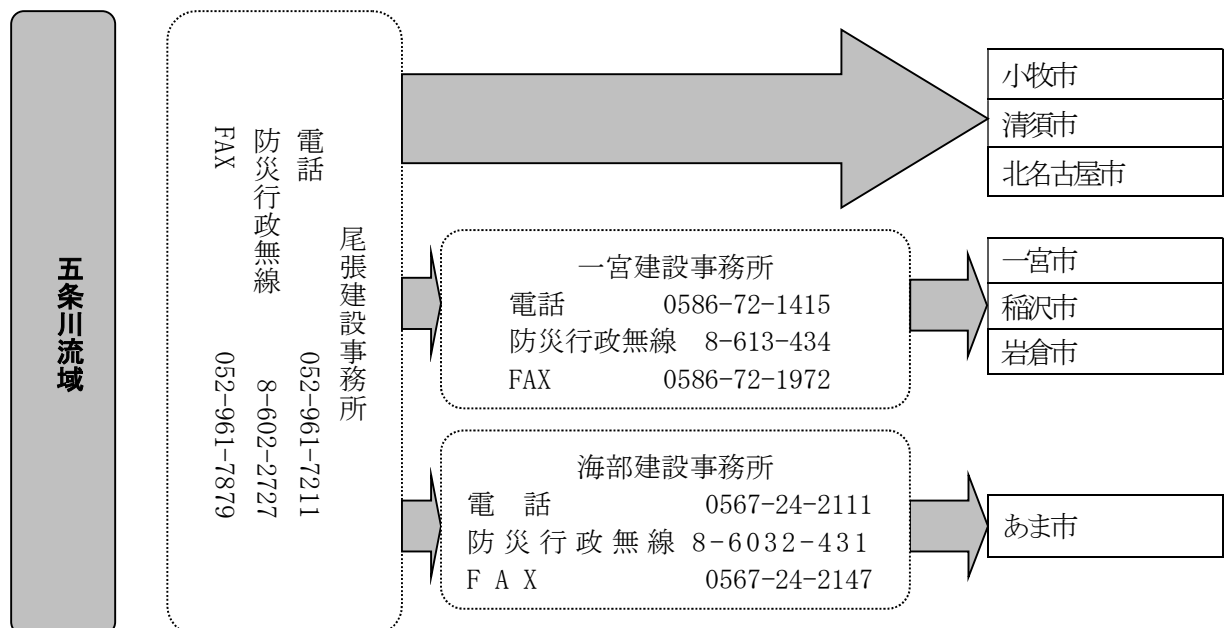 五条川流域
尾張建設事務所
電話 052-961-7211
防災行政無線 8-602-2727
FAX 052-961-7879
小牧市
清須市
北名古屋市
一宮建設事務所
電話 0586-72-1415
防災行政無線 8-613-434
FAX 0586-72-1972
一宮市
稲沢市
岩倉市
海部建設事務所
電 話 0567-24-2111
防災行政無線 8-6032-431
F A X 0567-24-2147
あま市